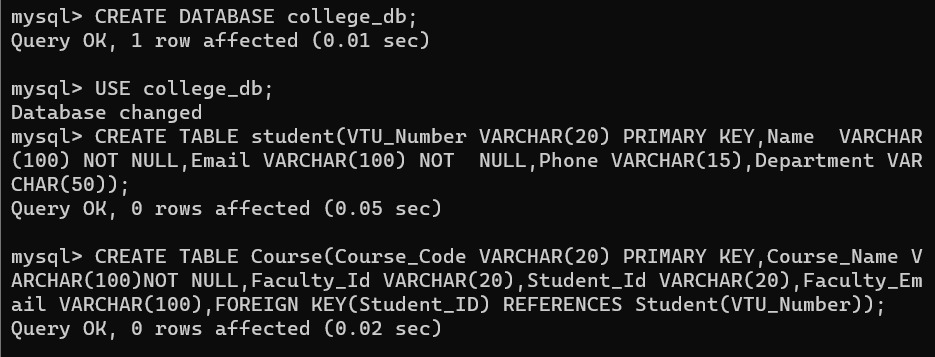 mysql> CREATE DATABASE college_db;
Query OK, 1 row affected (0.01 sec)

mysql> USE college_db;
Database changed
mysql> CREATE TABLE student(VTU_Number VARCHAR(20) PRIMARY KEY,Name  VARCHAR
(100) NOT NULL,Email VARCHAR(100) NOT  NULL,Phone VARCHAR(15),Department VAR
CHAR(50));
Query OK, 0 rows affected (0.05 sec)

mysql> CREATE TABLE Course(Course_Code VARCHAR(20) PRIMARY KEY,Course_Name V
ARCHAR(100)NOT NULL,Faculty_Id VARCHAR(20),Student_Id VARCHAR(20),Faculty_Em
ail VARCHAR(100),FOREIGN KEY(Student_ID) REFERENCES Student(VTU_Number));
Query OK, 0 rows affected (0.02 sec)